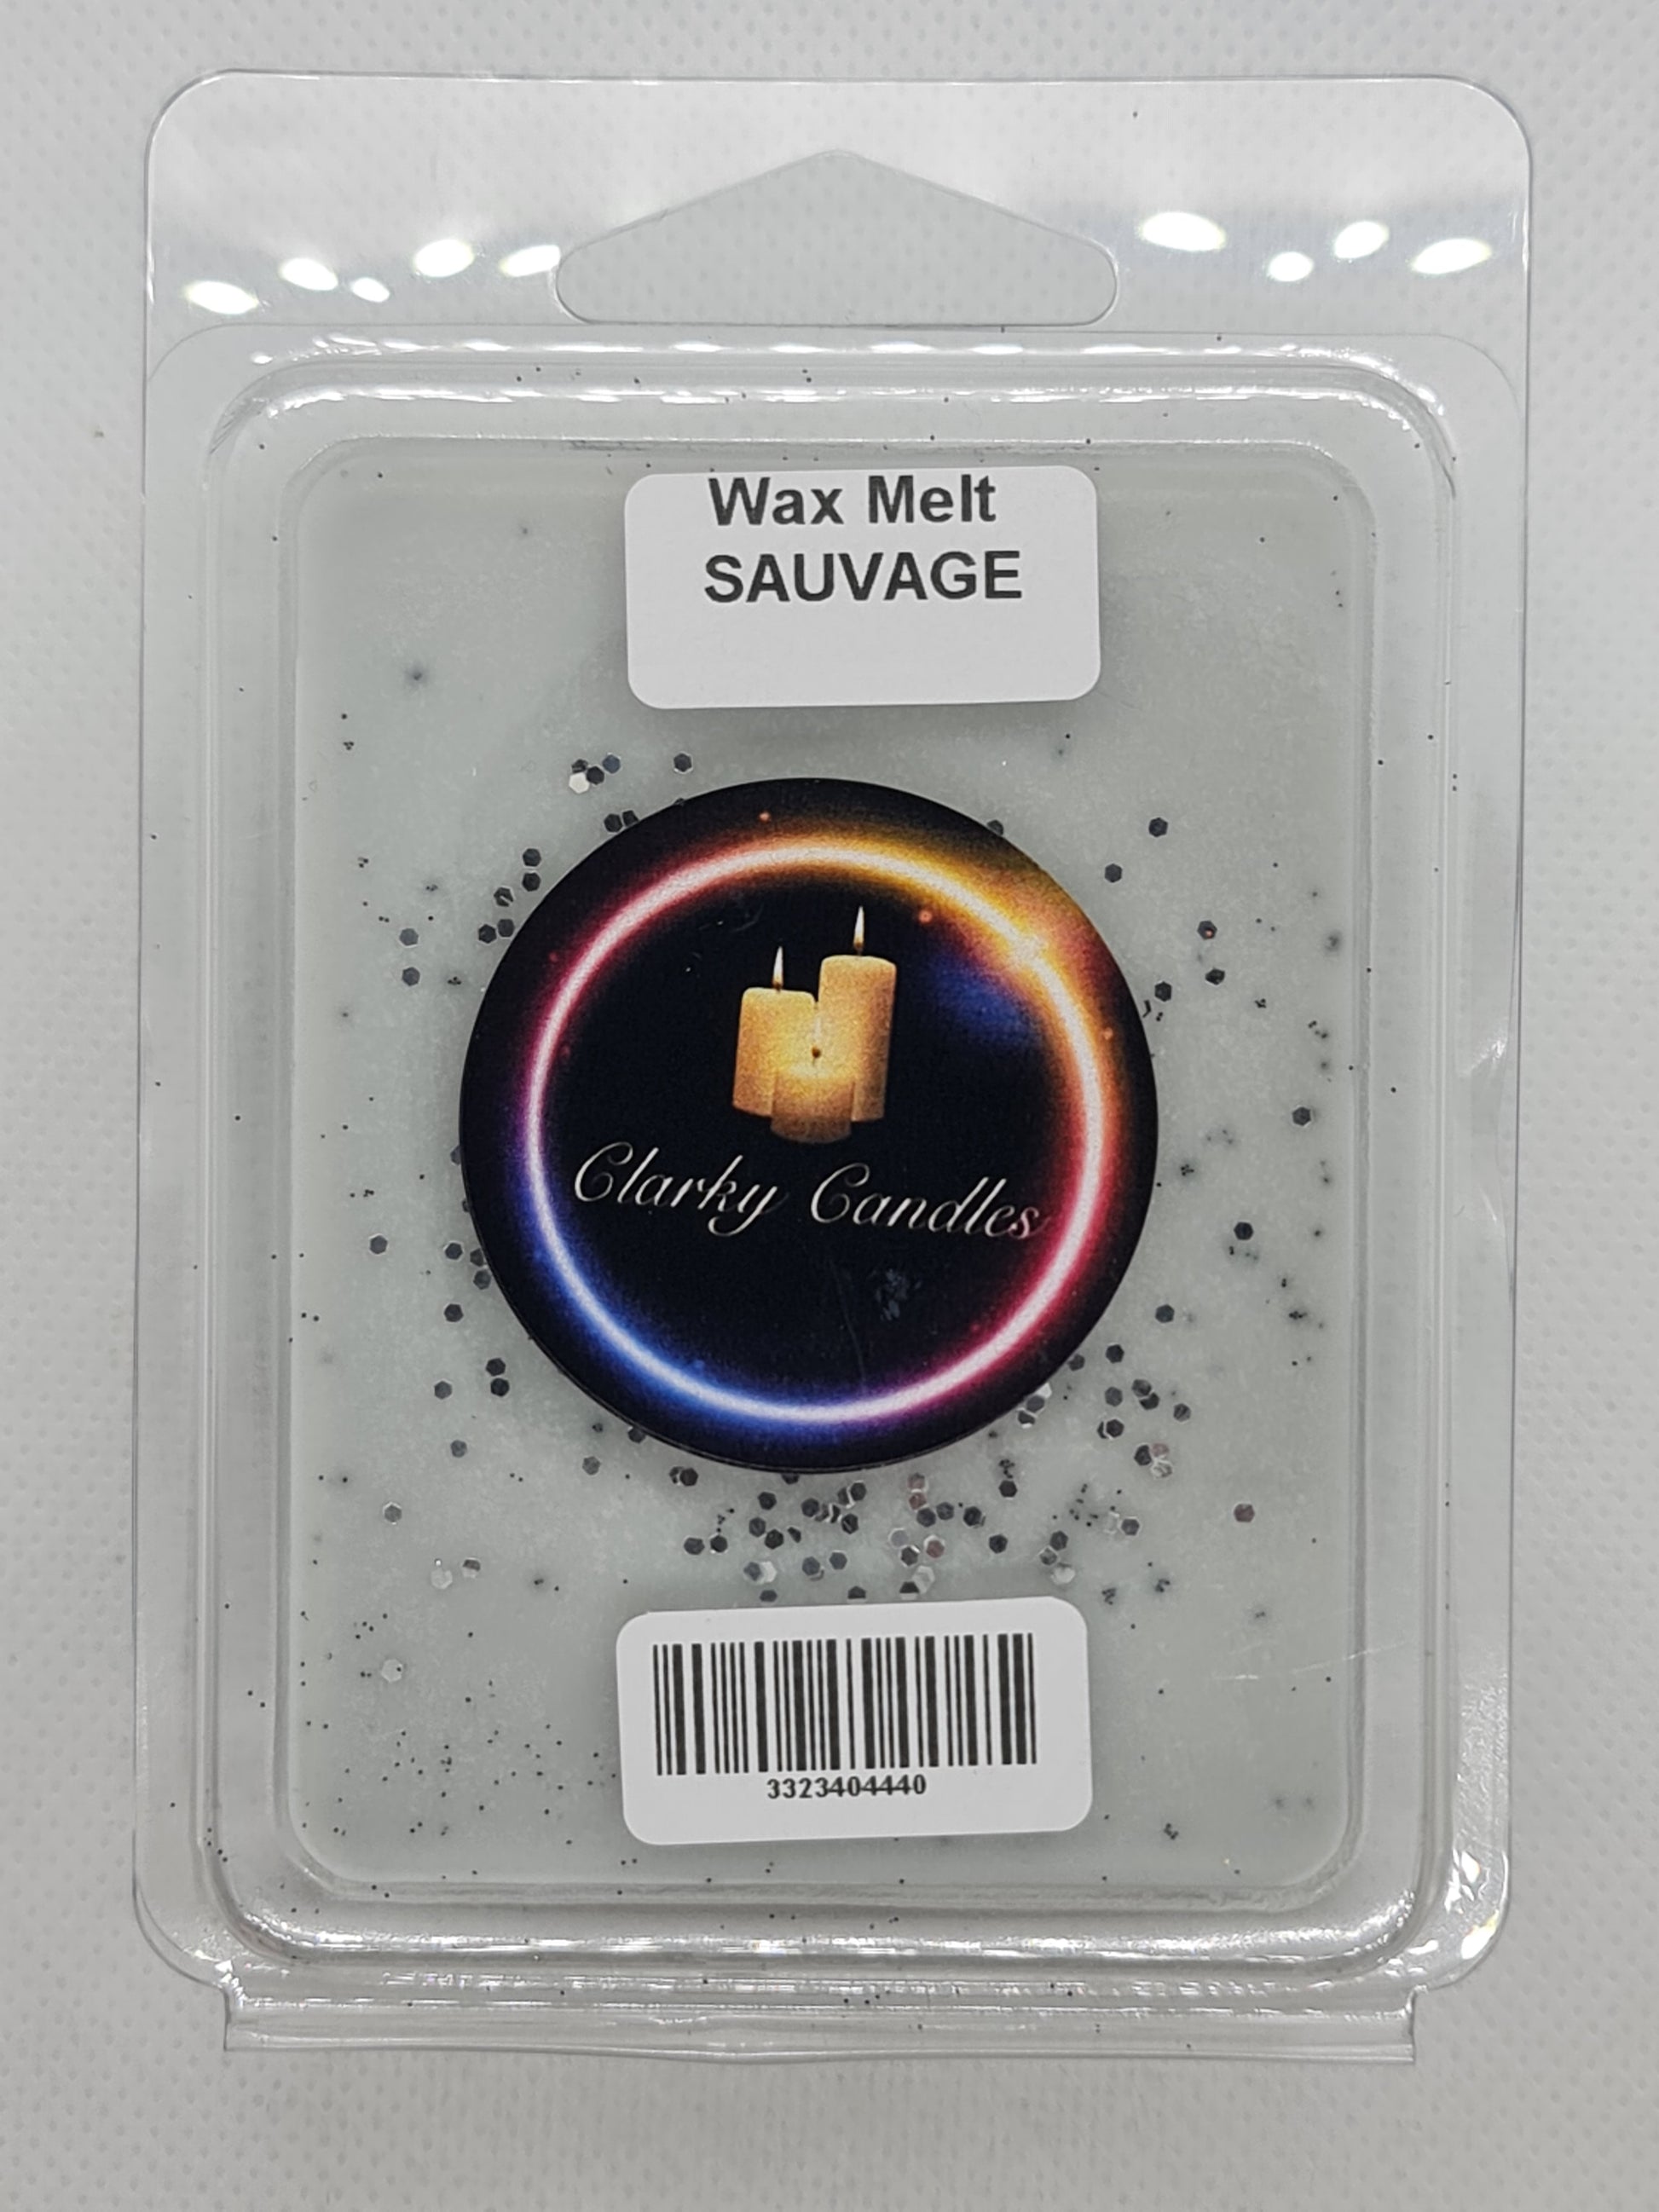 Wax Melt
SAUVAGE
Clarky Candles
3323404440